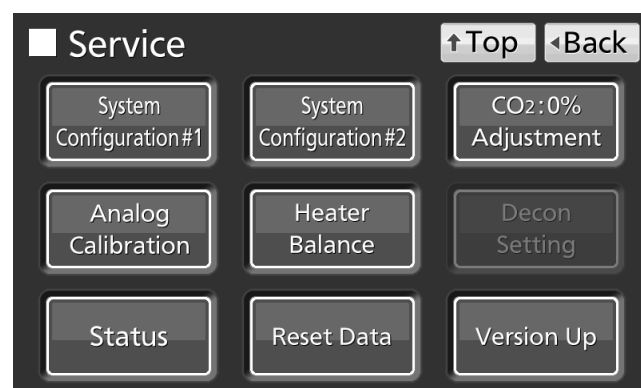 Service
↑Top
◂Back
System
Configuration#1
System
Configuration#2
CO2:0%
Adjustment
Analog
Calibration
Heater
Balance
Decon
Setting
Status
Reset Data
Version Up